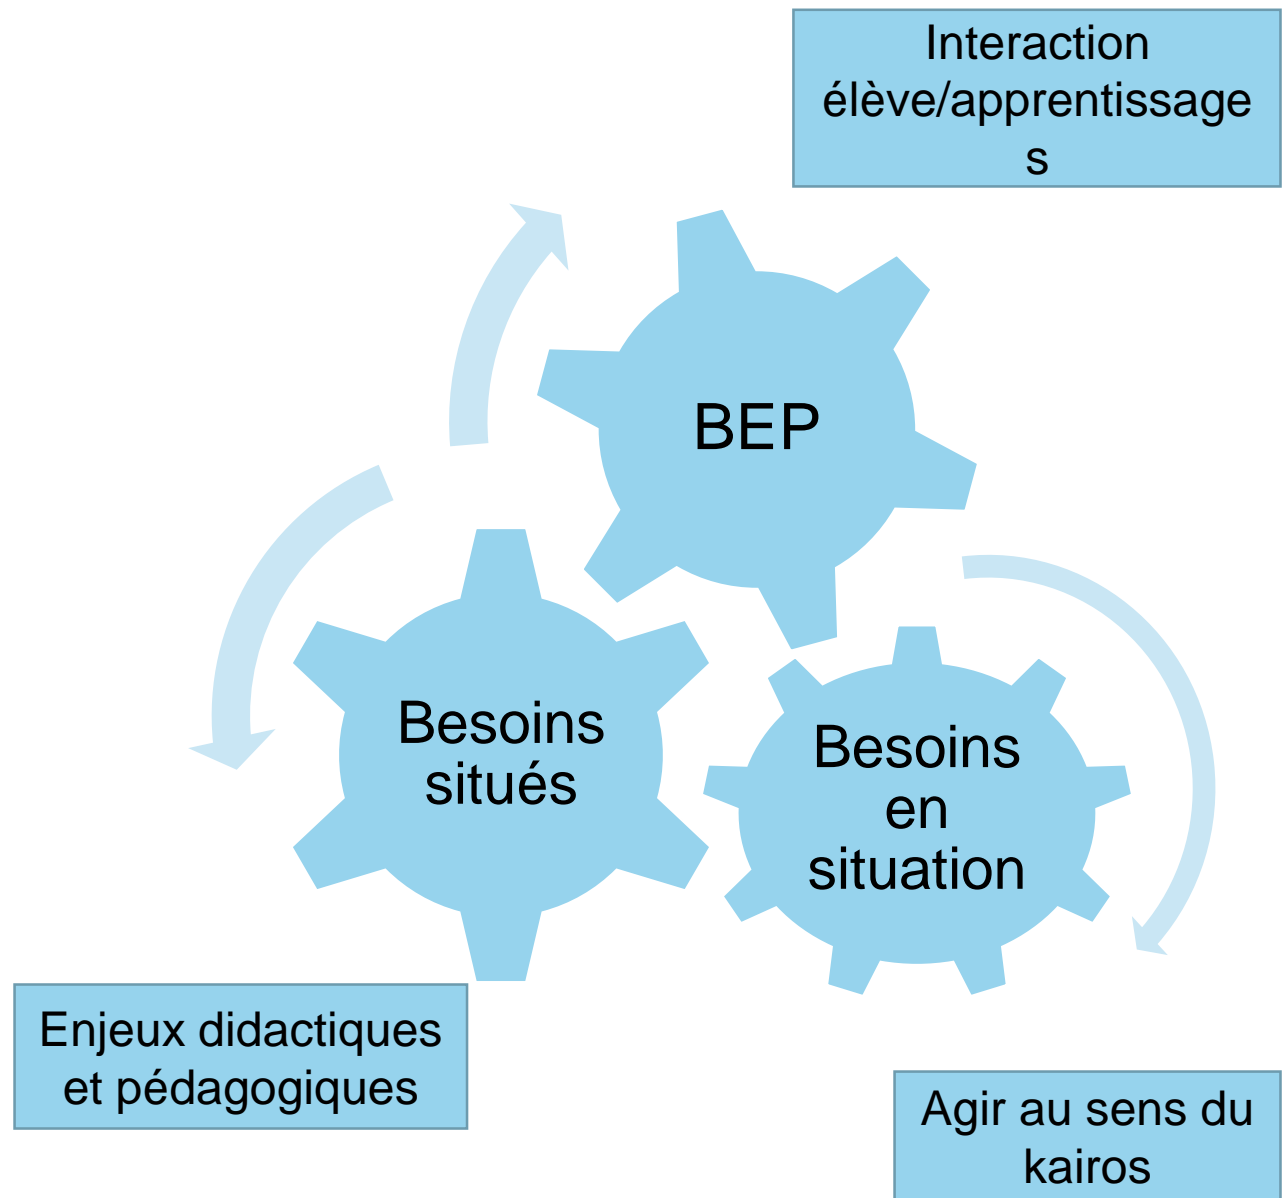 Interaction
élève/apprentissage
s
BEP
Besoins
situés
Besoins
en
situation
Enjeux didactiques
et pédagogiques
Agir au sens du
kairos